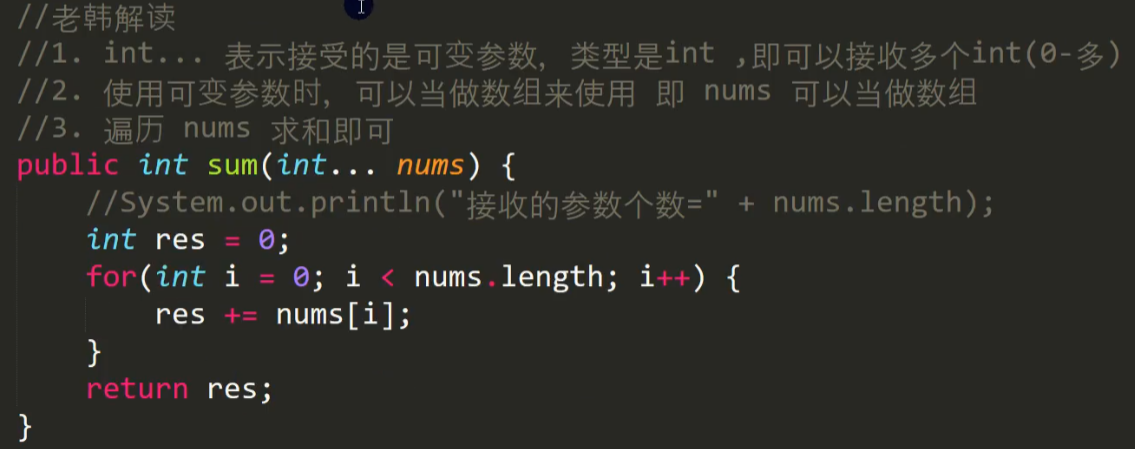 //老韩解读
//1. int... 表示接受的是可变参数，类型是int ,即可以接收多个int(0-多)
//2. 使用可变参数时，可以当做数组来使用 即 nums 可以当做数组
//3. 遍历 nums 求和即可
public int sum(int... nums) {
    //System.out.println("接收的参数个数=" + nums.length);
    int res = 0;
    for(int i = 0; i < nums.length; i++) {
        res += nums[i];
    }
    return res;
}